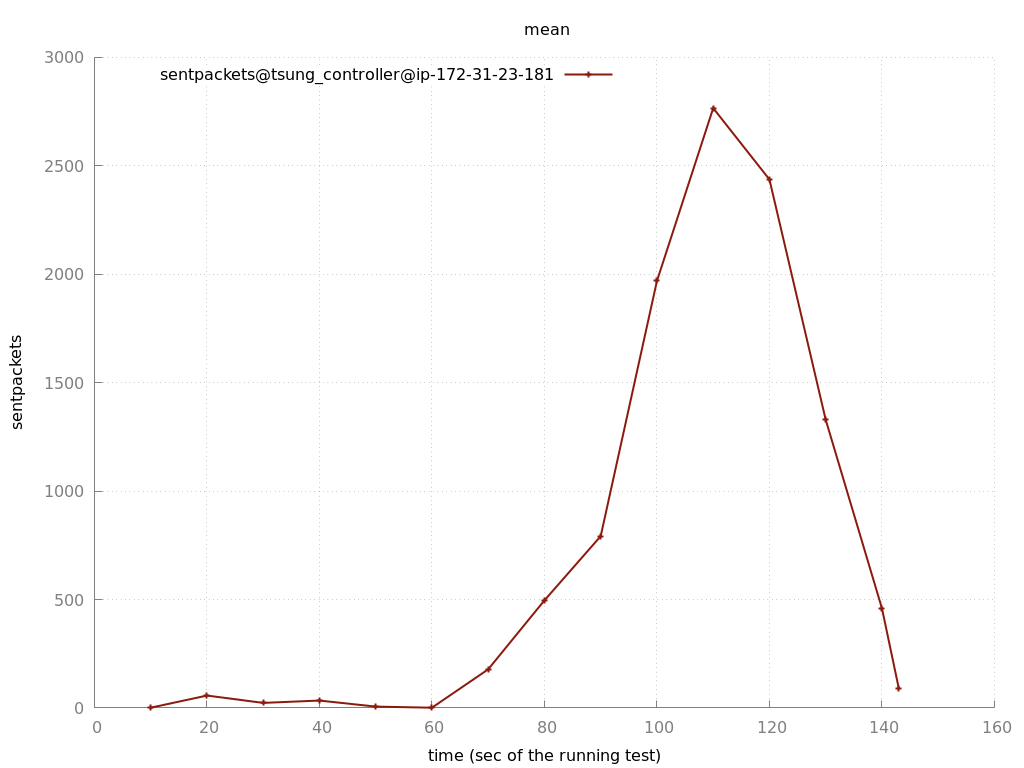 mean
sentpackets@tsung_controller@ip-172-31-23-181
3000
2500
2000
1500
1000
500
0
sentpackets
0 20 40 60 80 100 120 140 160
time (sec of the running test)